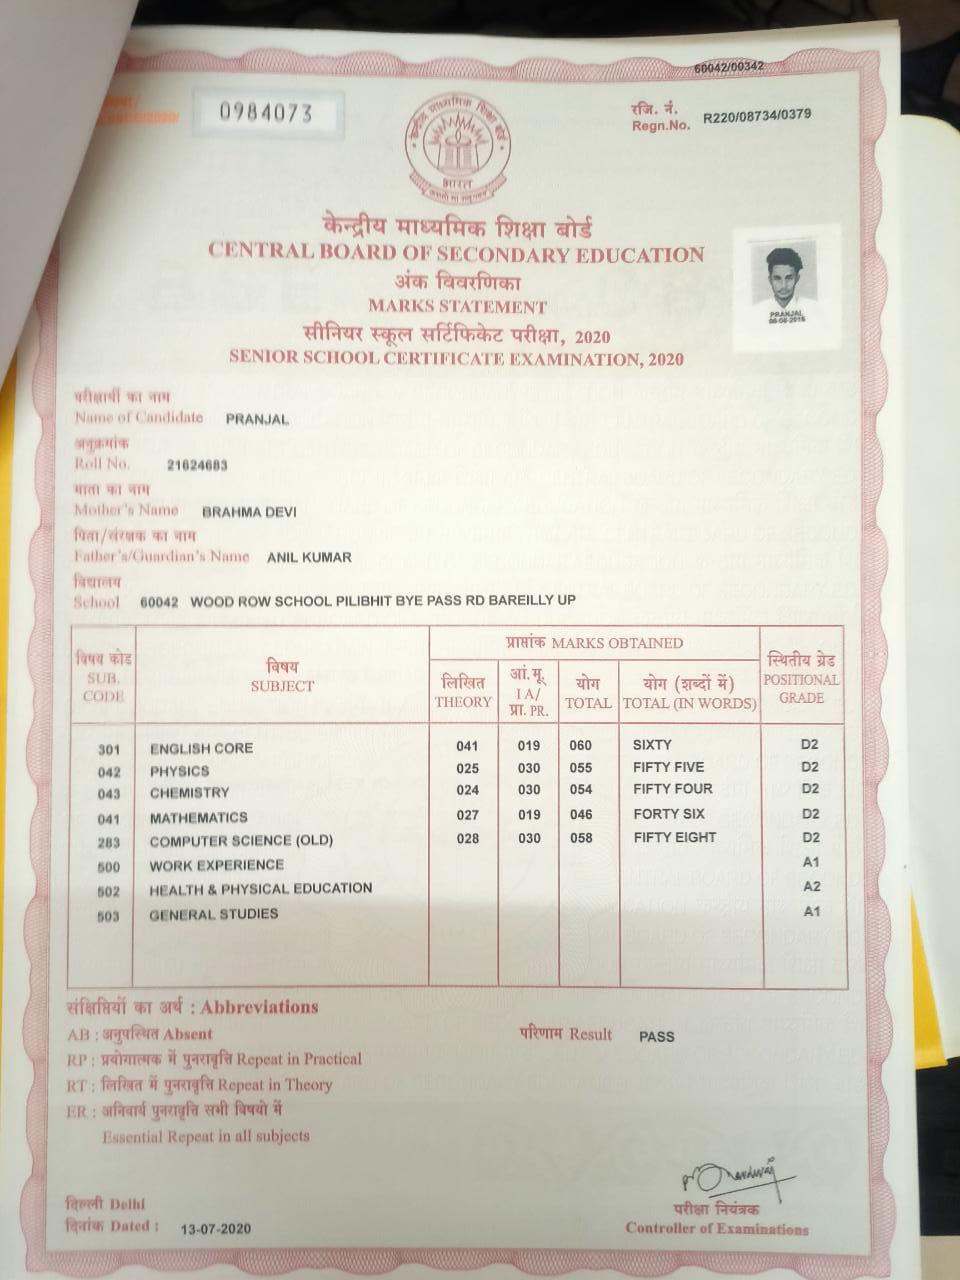 60042/00342
0984073
रजि. नं.
Regn.No. R220/08734/0379
केन्द्रीय माध्यमिक शिक्षा बोर्ड
भारत
केन्द्रीय माध्यमिक शिक्षा बोर्ड
CENTRAL BOARD OF SECONDARY EDUCATION
अंक विवरणिका
MARKS STATEMENT
सीनियर स्कूल सर्टिफिकेट परीक्षा, 2020
SENIOR SCHOOL CERTIFICATE EXAMINATION, 2020
PRANJAL
परीक्षार्थी का नाम
Name of Candidate PRANJAL
अनुक्रमांक
Roll No. 21624683
माता का नाम
Mother's Name BRAHMA DEVI
पिता/संरक्षक का नाम
Father's/Guardian's Name ANIL KUMAR
विद्यालय
School 60042 WOOD ROW SCHOOL PILIBHIT BYE PASS RD BAREILLY UP
विषय कोड
SUB. CODE
विषय
SUBJECT
प्राप्तांक MARKS OBTAINED
लिखित
THEORY
आं.मू.
I A/
प्रा. PR.
योग
TOTAL
योग (शब्दों में)
TOTAL (IN WORDS)
स्थितीय ग्रेड
POSITIONAL
GRADE
301 ENGLISH CORE 041 019 060 SIXTY D2
042 PHYSICS 025 030 055 FIFTY FIVE D2
043 CHEMISTRY 024 030 054 FIFTY FOUR D2
041 MATHEMATICS 027 019 046 FORTY SIX D2
283 COMPUTER SCIENCE (OLD) 028 030 058 FIFTY EIGHT D2
500 WORK EXPERIENCE A1
502 HEALTH & PHYSICAL EDUCATION A2
503 GENERAL STUDIES A1
संक्षिप्तियों का अर्थ : Abbreviations
AB : अनुपस्थित Absent
परिणाम Result PASS
RP : प्रयोगात्मक में पुनरावृत्ति Repeat in Practical
RT : लिखित में पुनरावृत्ति Repeat in Theory
ER : अनिवार्य पुनरावृत्ति सभी विषयो में
Essential Repeat in all subjects
दिल्ली Delhi
दिनांक Dated : 13-07-2020
परीक्षा नियंत्रक
Controller of Examinations